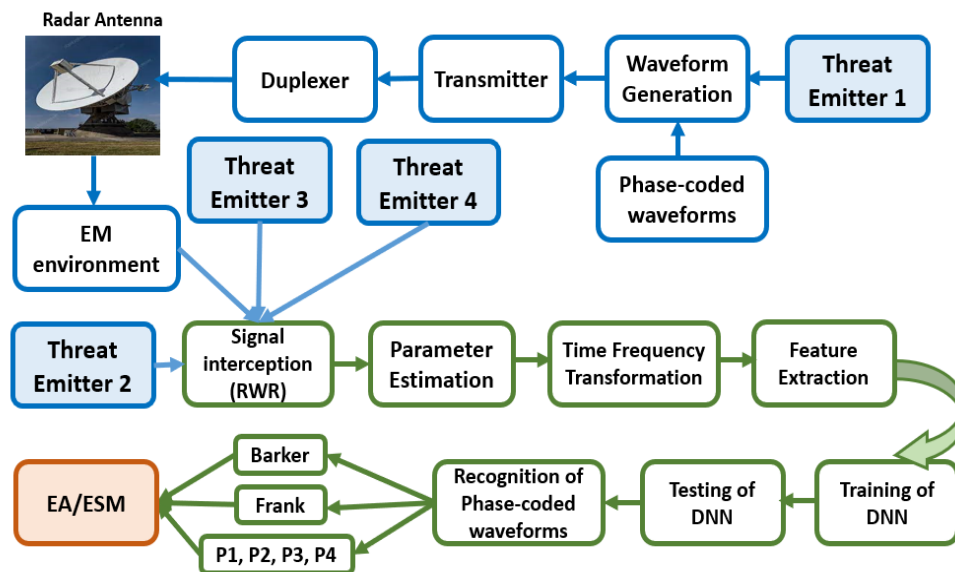 Radar Antenna
Duplexer
Transmitter
Waveform
Generation
Threat
Emitter 1
Threat
Emitter 3
Threat
Emitter 4
Phase-coded
waveforms
EM
environment
Threat
Emitter 2
Signal
interception
(RWR)
Parameter
Estimation
Time Frequency
Transformation
Feature
Extraction
EA/ESM
Barker
Frank
P1, P2, P3, P4
Recognition of
Phase-coded
waveforms
Testing of
DNN
Training of
DNN